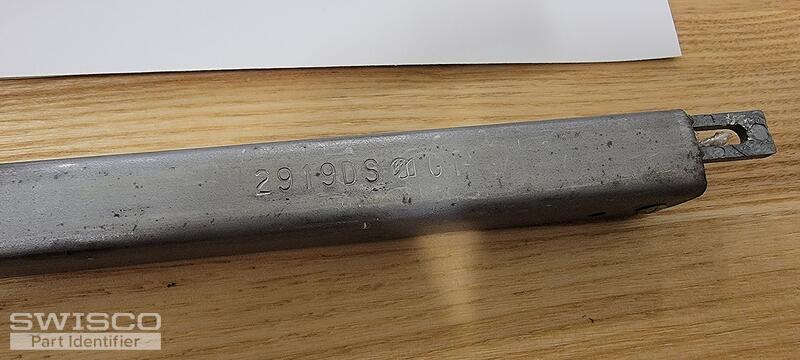 2919DS G
SWISCO
Part Identifier